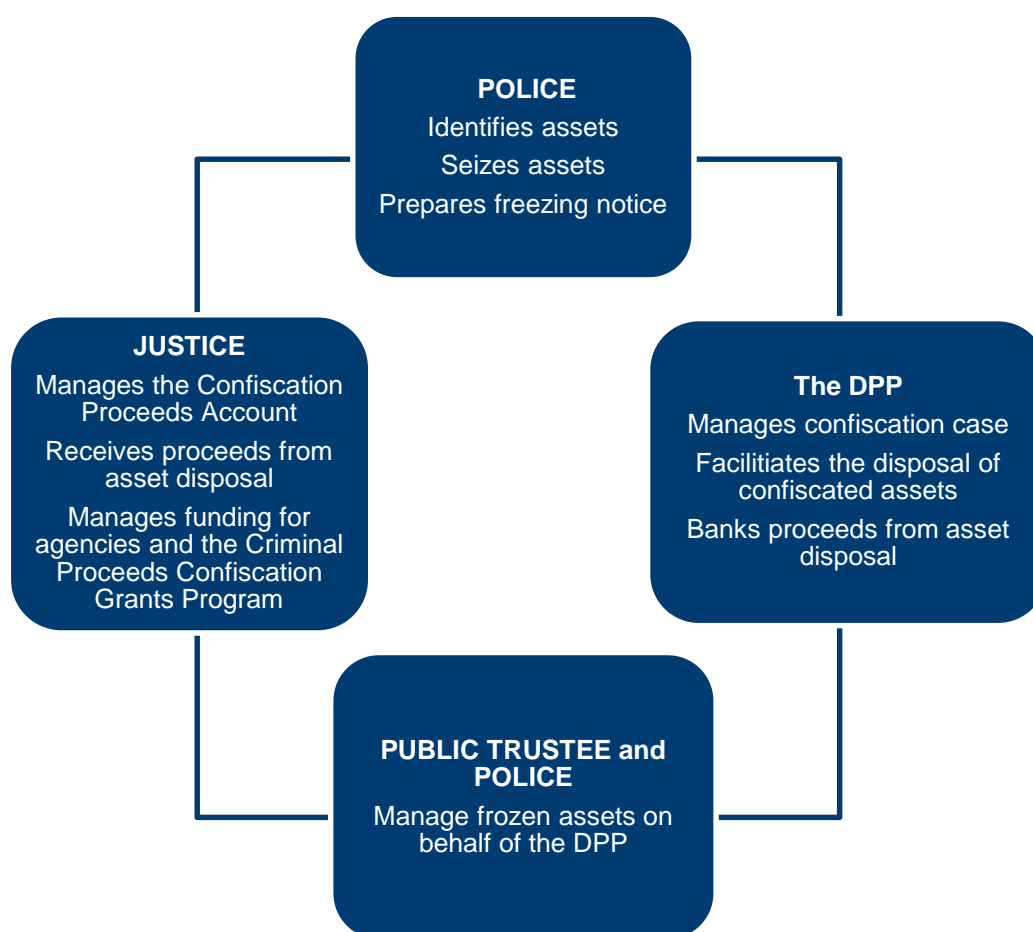 POLICE
Identifies assets
Seizes assets
Prepares freezing notice
JUSTICE
Manages the Confiscation
Proceeds Account
Receives proceeds from
asset disposal
Manages funding for
agencies and the Criminal
Proceeds Confiscation
Grants Program
The DPP
Manages confiscation case
Facilitiates the disposal of
confiscated assets
Banks proceeds from asset
disposal
PUBLIC TRUSTEE and
POLICE
Manage frozen assets on
behalf of the DPP